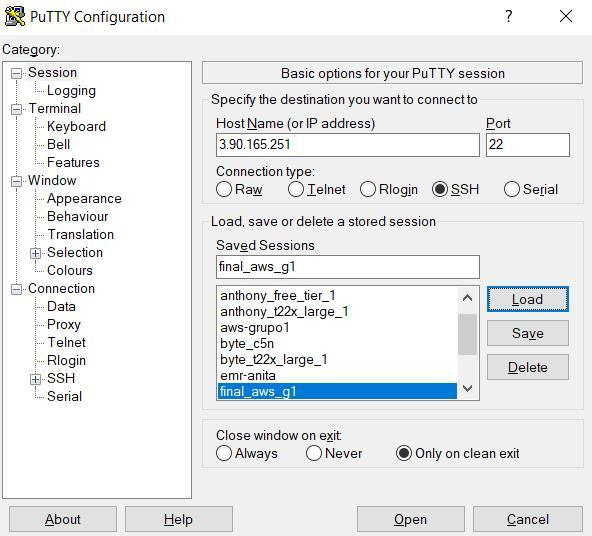 PuTTY Configuration
? ×
Category:
Session
Logging
Terminal
Keyboard
Bell
Features
Window
Appearance
Behaviour
Translation
Selection
Colours
Connection
Data
Proxy
Telnet
Rlogin
SSH
Serial
Basic options for your PuTTY session
Specify the destination you want to connect to
Host Name (or IP address) Port
3.90.165.251 22
Connection type:
Raw Telnet Rlogin SSH Serial
Load, save or delete a stored session
Saved Sessions
final_aws_g1
anthony_free_tier_1
anthony_t22x_large_1
aws-grupo1
byte_c5n
byte_t22x_large_1
emr-anita
final_aws_g1
Load
Save
Delete
Close window on exit:
Always Never Only on clean exit
About Help Open Cancel